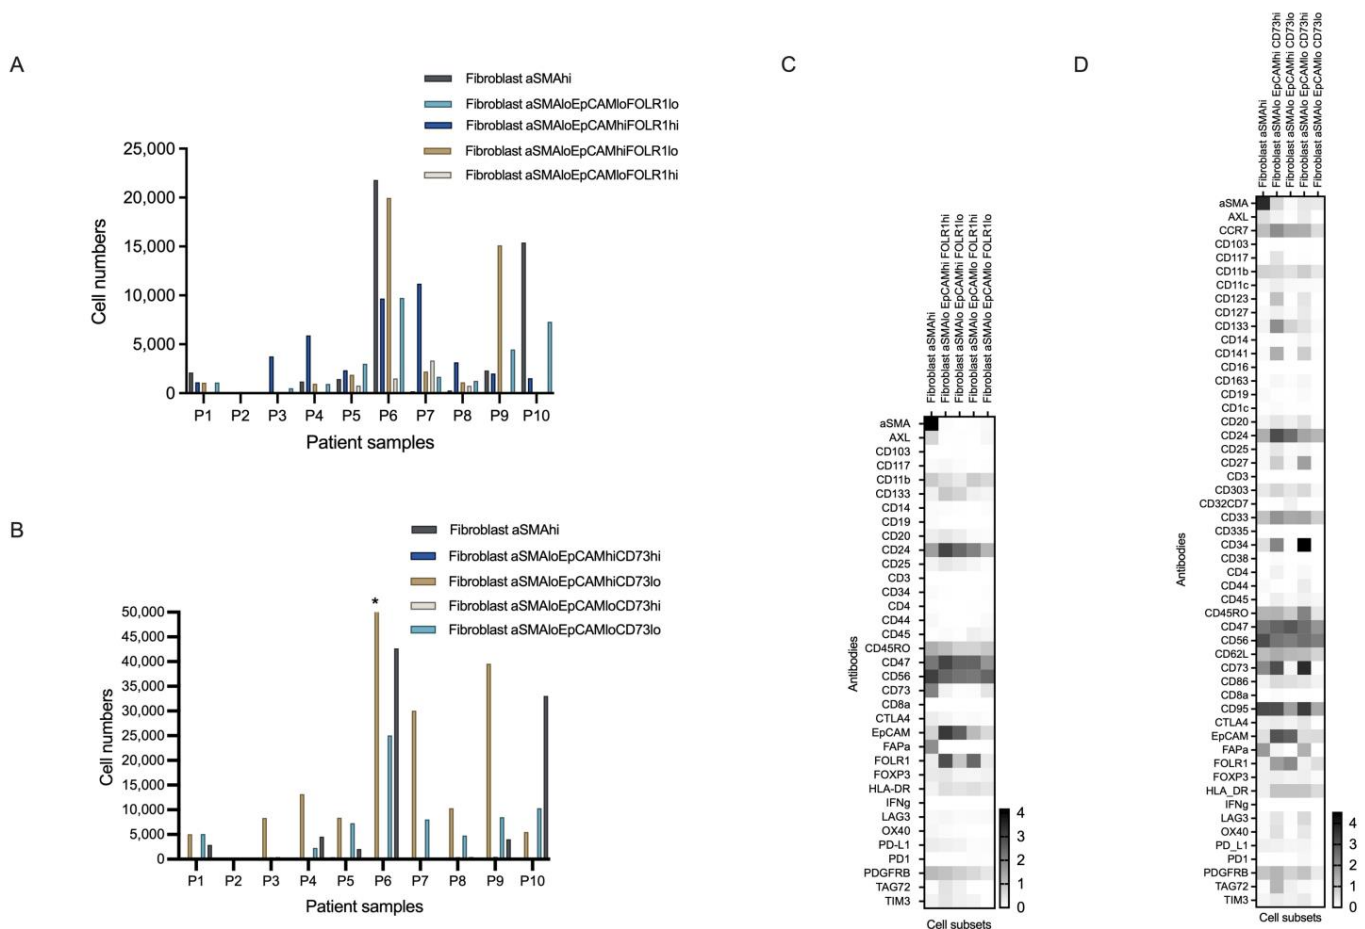 A
Fibroblast aSMAhi
Fibroblast aSMAloEpCAMloFOLR1lo
Fibroblast aSMAloEpCAMhiFOLR1hi
Fibroblast aSMAloEpCAMhiFOLR1lo
Fibroblast aSMAloEpCAMloFOLR1hi
Cell numbers
25,000
20,000
15,000
10,000
5,000
0
P1 P2 P3 P4 P5 P6 P7 P8 P9 P10
Patient samples
B
Fibroblast aSMAhi
Fibroblast aSMAloEpCAMhiCD73hi
Fibroblast aSMAloEpCAMhiCD73lo
Fibroblast aSMAloEpCAMloCD73hi
Fibroblast aSMAloEpCAMloCD73lo
*
Cell numbers
50,000
45,000
40,000
35,000
30,000
25,000
20,000
15,000
10,000
5,000
0
P1 P2 P3 P4 P5 P6 P7 P8 P9 P10
Patient samples
C
Fibroblast aSMAhi
Fibroblast aSMAlo EpCAMhi FOLR1hi
Fibroblast aSMAlo EpCAMhi FOLR1lo
Fibroblast aSMAlo EpCAMlo FOLR1hi
Fibroblast aSMAlo EpCAMlo FOLR1lo
Antibodies
aSMA
AXL
CD103
CD117
CD11b
CD133
CD14
CD19
CD20
CD24
CD25
CD3
CD34
CD4
CD44
CD45
CD45RO
CD47
CD56
CD73
CD8a
CTLA4
EpCAM
FAPa
FOLR1
FOXP3
HLA-DR
IFNg
LAG3
OX40
PD-L1
PD1
PDGFRB
TAG72
TIM3
Cell subsets
4
3
2
1
0
D
Fibroblast aSMAhi
Fibroblast aSMAlo EpCAMhi CD73hi
Fibroblast aSMAlo EpCAMhi CD73lo
Fibroblast aSMAlo EpCAMlo CD73hi
Fibroblast aSMAlo EpCAMlo CD73lo
Antibodies
aSMA
AXL
CCR7
CD103
CD117
CD11b
CD11c
CD123
CD127
CD133
CD14
CD141
CD16
CD163
CD19
CD1c
CD20
CD24
CD25
CD27
CD3
CD303
CD32CD7
CD33
CD335
CD34
CD38
CD4
CD44
CD45
CD45RO
CD47
CD56
CD62L
CD73
CD86
CD8a
CD95
CTLA4
EpCAM
FAPa
FOLR1
FOXP3
HLA_DR
IFNg
LAG3
OX40
PD_L1
PD1
PDGFRB
TAG72
TIM3
Cell subsets
4
3
2
1
0